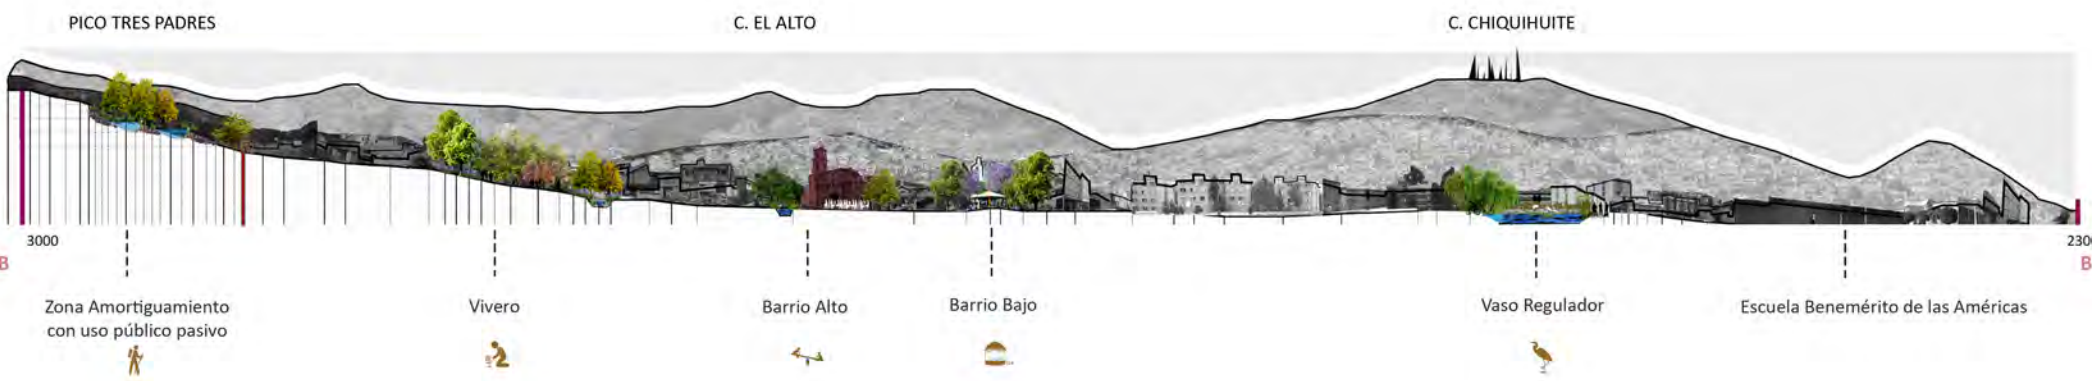 PICO TRES PADRES
C. EL ALTO
C. CHIQUIHUITE
3000
2300
B
B
Zona Amortiguamiento
con uso público pasivo
Vivero
Barrio Alto
Barrio Bajo
Vaso Regulador
Escuela Benemérito de las Américas